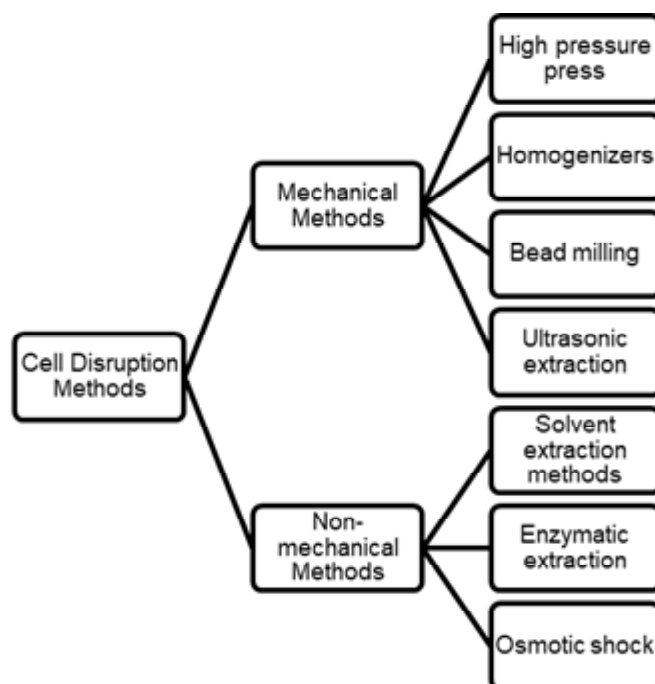 Cell Disruption
Methods
Mechanical
Methods
High pressure
press
Homogenizers
Bead milling
Ultrasonic
extraction
Non-
mechanical
Methods
Solvent
extraction
methods
Enzymatic
extraction
Osmotic shock